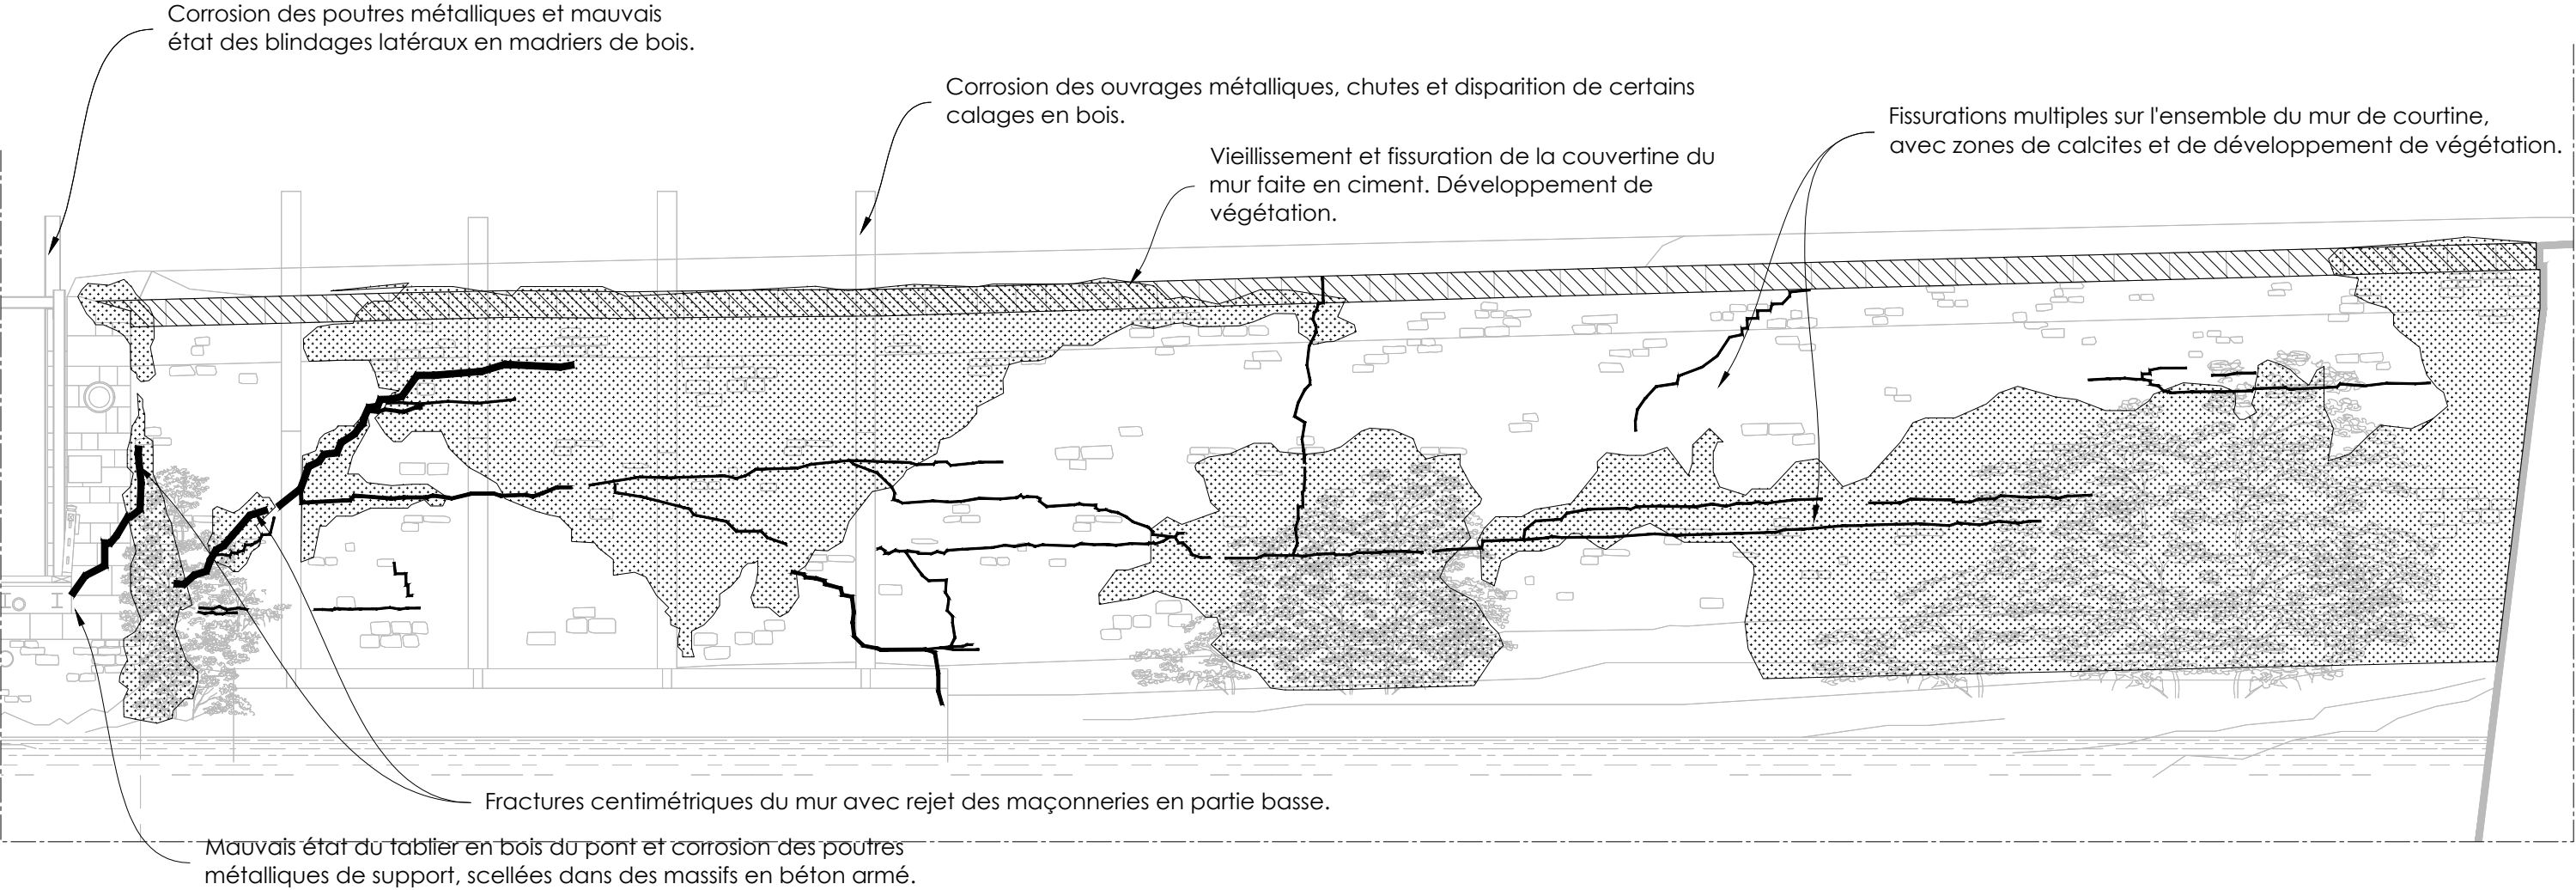 Corrosion des poutres métalliques et mauvais
état des blindages latéraux en madriers de bois.
Corrosion des ouvrages métalliques, chutes et disparition de certains
calages en bois.
Fissurations multiples sur l'ensemble du mur de courtine,
avec zones de calcites et de développement de végétation.
Vieillissement et fissuration de la couvertine du
mur faite en ciment. Développement de
végétation.
Fractures centimétriques du mur avec rejet des maçonneries en partie basse.
Mauvais état du tablier en bois du pont et corrosion des poutres
métalliques de support, scellées dans des massifs en béton armé.